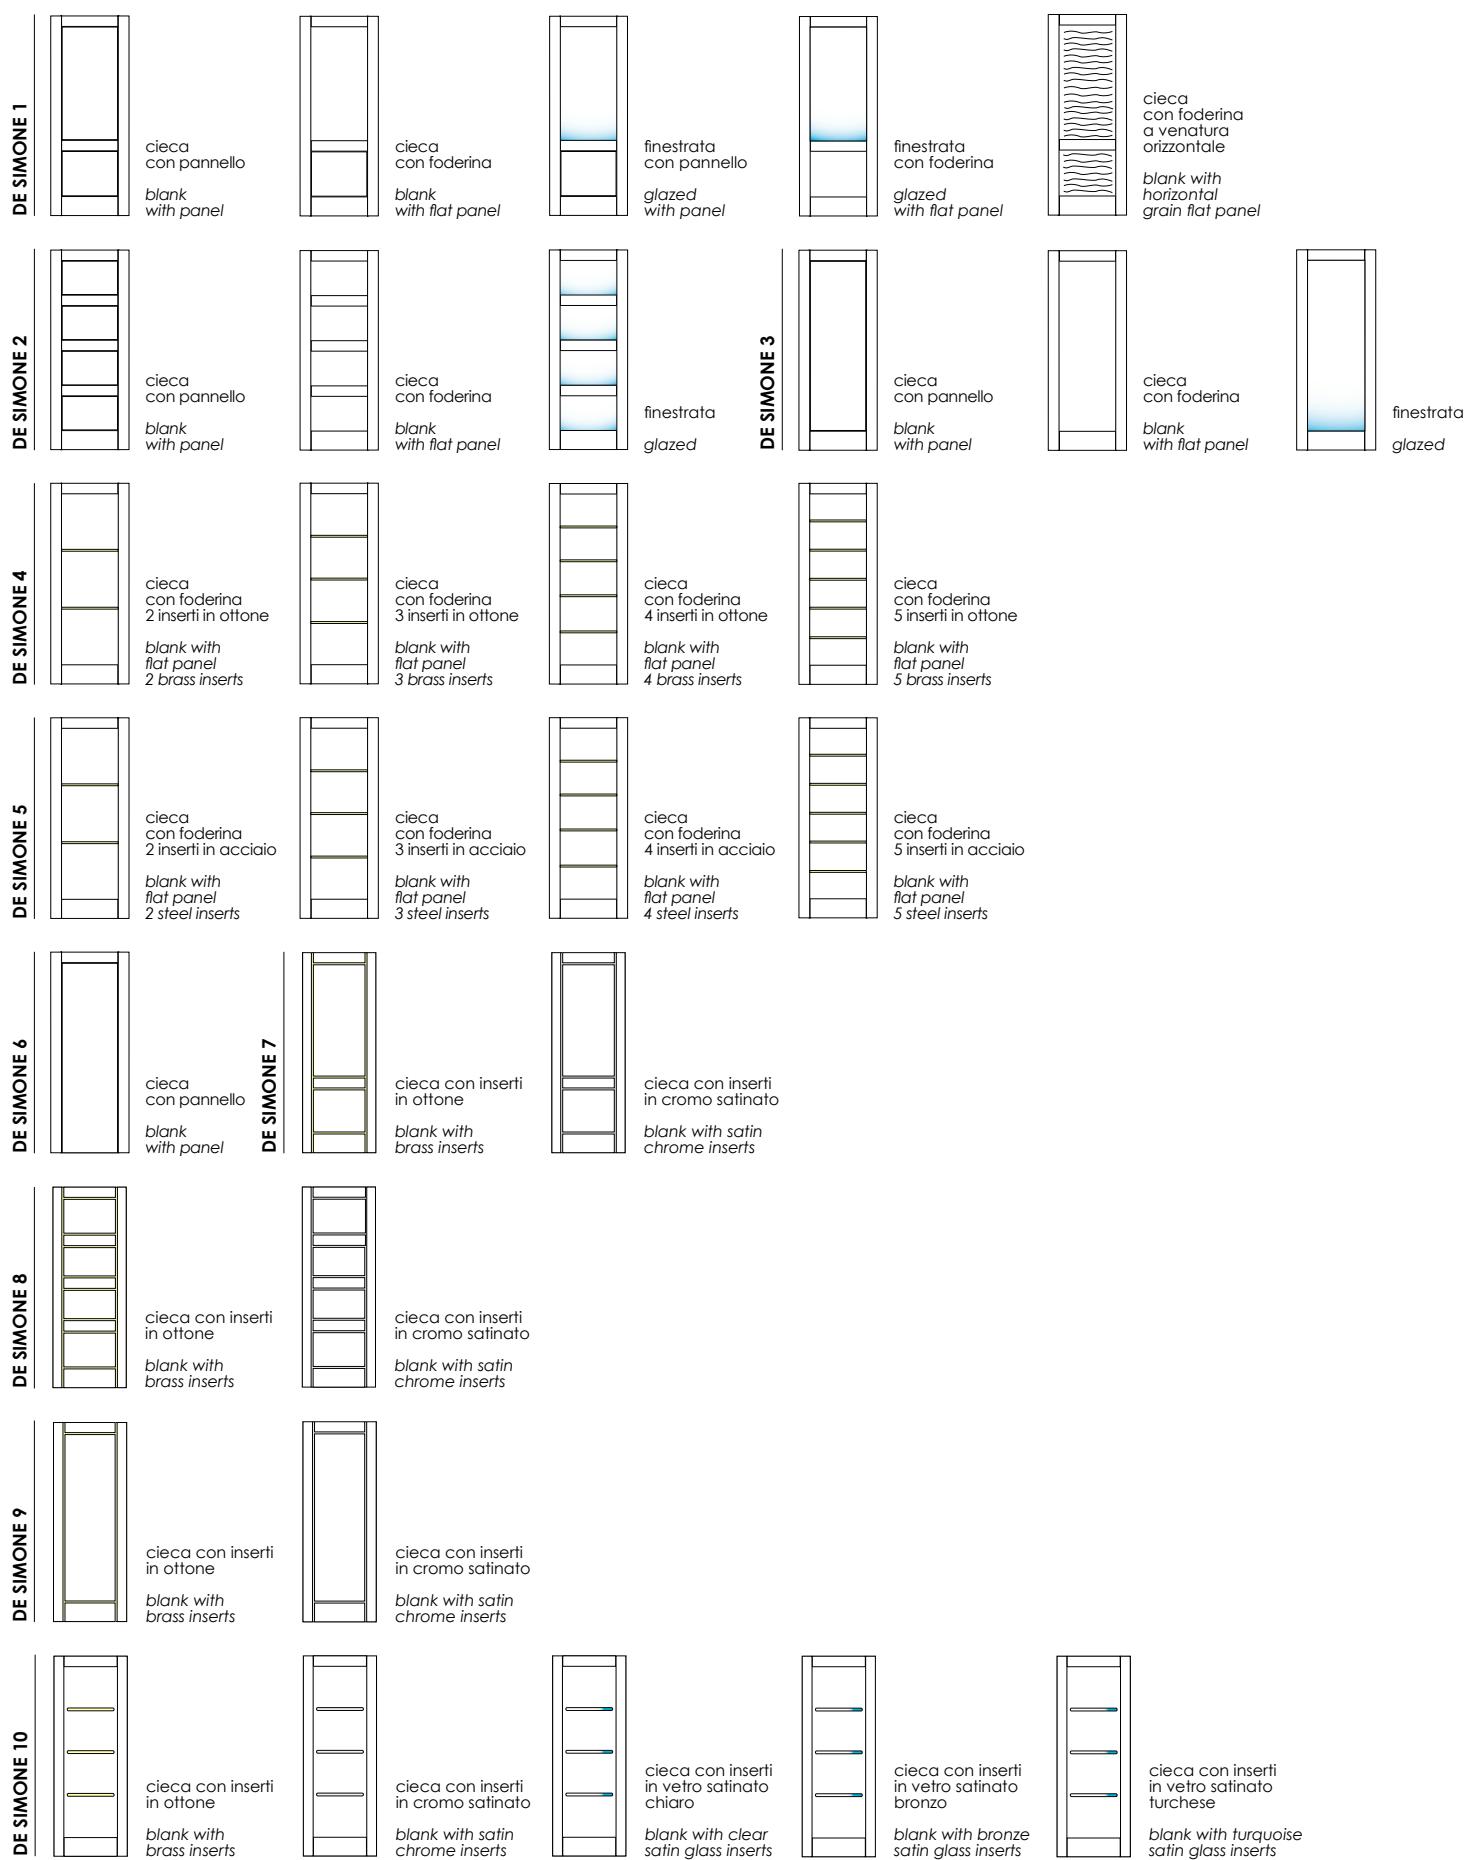 DE SIMONE 1
cieca
con pannello
blank
with panel
cieca
con foderina
blank
with flat panel
finestrata
con pannello
glazed
with panel
finestrata
con foderina
glazed
with flat panel
cieca
con foderina
a venatura
orizzontale
blank with
horizontal
grain flat panel
DE SIMONE 2
cieca
con pannello
blank
with panel
cieca
con foderina
blank
with flat panel
finestrata
glazed
DE SIMONE 3
cieca
con pannello
blank
with panel
cieca
con foderina
blank
with flat panel
finestrata
glazed
DE SIMONE 4
cieca
con foderina
2 inserti in ottone
blank with
flat panel
2 brass inserts
cieca
con foderina
3 inserti in ottone
blank with
flat panel
3 brass inserts
cieca
con foderina
4 inserti in ottone
blank with
flat panel
4 brass inserts
cieca
con foderina
5 inserti in ottone
blank with
flat panel
5 brass inserts
DE SIMONE 5
cieca
con foderina
2 inserti in acciaio
blank with
flat panel
2 steel inserts
cieca
con foderina
3 inserti in acciaio
blank with
flat panel
3 steel inserts
cieca
con foderina
4 inserti in acciaio
blank with
flat panel
4 steel inserts
cieca
con foderina
5 inserti in acciaio
blank with
flat panel
5 steel inserts
DE SIMONE 6
cieca
con pannello
blank
with panel
DE SIMONE 7
cieca con inserti
in ottone
blank with
brass inserts
cieca con inserti
in cromo satinato
blank with satin
chrome inserts
DE SIMONE 8
cieca con inserti
in ottone
blank with
brass inserts
cieca con inserti
in cromo satinato
blank with satin
chrome inserts
DE SIMONE 9
cieca con inserti
in ottone
blank with
brass inserts
cieca con inserti
in cromo satinato
blank with satin
chrome inserts
DE SIMONE 10
cieca con inserti
in ottone
blank with
brass inserts
cieca con inserti
in cromo satinato
blank with satin
chrome inserts
cieca con inserti
in vetro satinato
chiaro
blank with clear
satin glass inserts
cieca con inserti
in vetro satinato
bronzo
blank with bronze
satin glass inserts
cieca con inserti
in vetro satinato
turchese
blank with turquoise
satin glass inserts